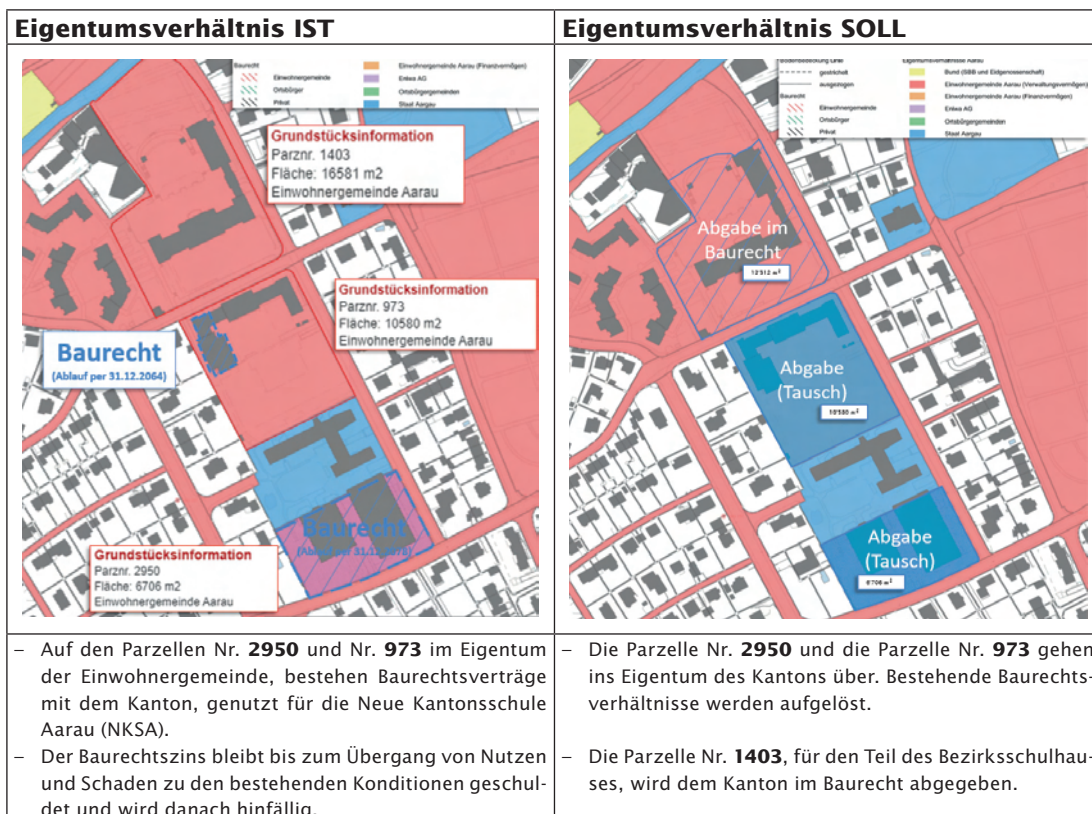 Eigentumsverhältnis IST
Baurecht
Einwohnergemeinde
Ortsbürger
Privat
Einwohnergemeinde Aarau (Finanzvermögen)
Eniwa AG
Ortsbürgergemeinden
Staat Aargau
Grundstücksinformation
Parznr. 1403
Fläche: 16581 m2
Einwohnergemeinde Aarau
Grundstücksinformation
Parznr. 973
Fläche: 10580 m2
Einwohnergemeinde Aarau
Baurecht
(Ablauf per 31.12.2064)
Baurecht
Grundstücksinformation
Parznr. 2950
Fläche: 6706 m2
Einwohnergemeinde Aarau
– Auf den Parzellen Nr. 2950 und Nr. 973 im Eigentum
der Einwohnergemeinde, bestehen Baurechtsverträge
mit dem Kanton, genutzt für die Neue Kantonsschule
Aarau (NKSA).
– Der Baurechtszins bleibt bis zum Übergang von Nutzen
und Schaden zu den bestehenden Konditionen geschul-
det und wird danach hinfällig.
Eigentumsverhältnis SOLL
gestrichelt
ausgezogen
Baurecht
Einwohnergemeinde
Ortsbürger
Privat
Bund (SBB und Eidgenossenschaft)
Einwohnergemeinde Aarau (Verwaltungsvermögen)
Einwohnergemeinde Aarau (Finanzvermögen)
Eniwa AG
Ortsbürgergemeinden
Staat Aargau
Abgabe im
Baurecht
12'512 m²
Abgabe
(Tausch)
10'580 m²
Abgabe
(Tausch)
6'706 m²
– Die Parzelle Nr. 2950 und die Parzelle Nr. 973 gehen
ins Eigentum des Kantons über. Bestehende Baurechts-
verhältnisse werden aufgelöst.
– Die Parzelle Nr. 1403, für den Teil des Bezirksschulhau-
ses, wird dem Kanton im Baurecht abgegeben.